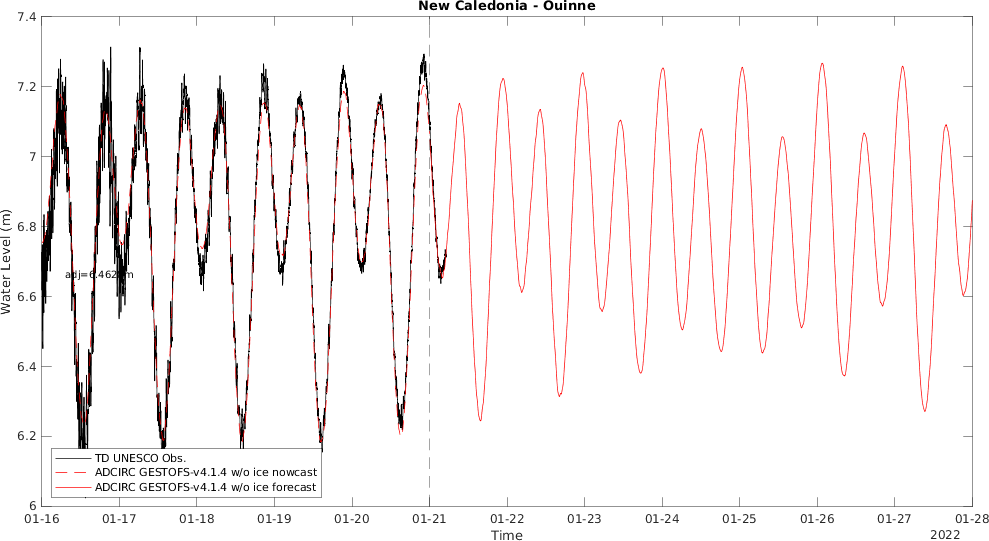 New Caledonia - Ouinne
7.4
7.2
7
6.8
6.6
6.4
6.2
6
Water Level (m)
TD UNESCO Obs.
ADCIRC GESTOFS-v4.1.4 w/o ice nowcast
ADCIRC GESTOFS-v4.1.4 w/o ice forecast
01-16 01-17 01-18 01-19 01-20 01-21 01-22 01-23 01-24 01-25 01-26 01-27 01-28
Time
2022